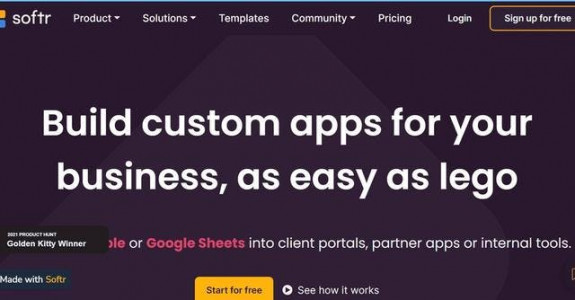 softr Product Solutions Templates Community Pricing Login Sign up for free
Build custom apps for your
business, as easy as lego
2021 PRODUCT HUNT
Golden Kitty Winner
or Google Sheets into client portals, partner apps or internal tools.
Made with Softr
Start for free See how it works